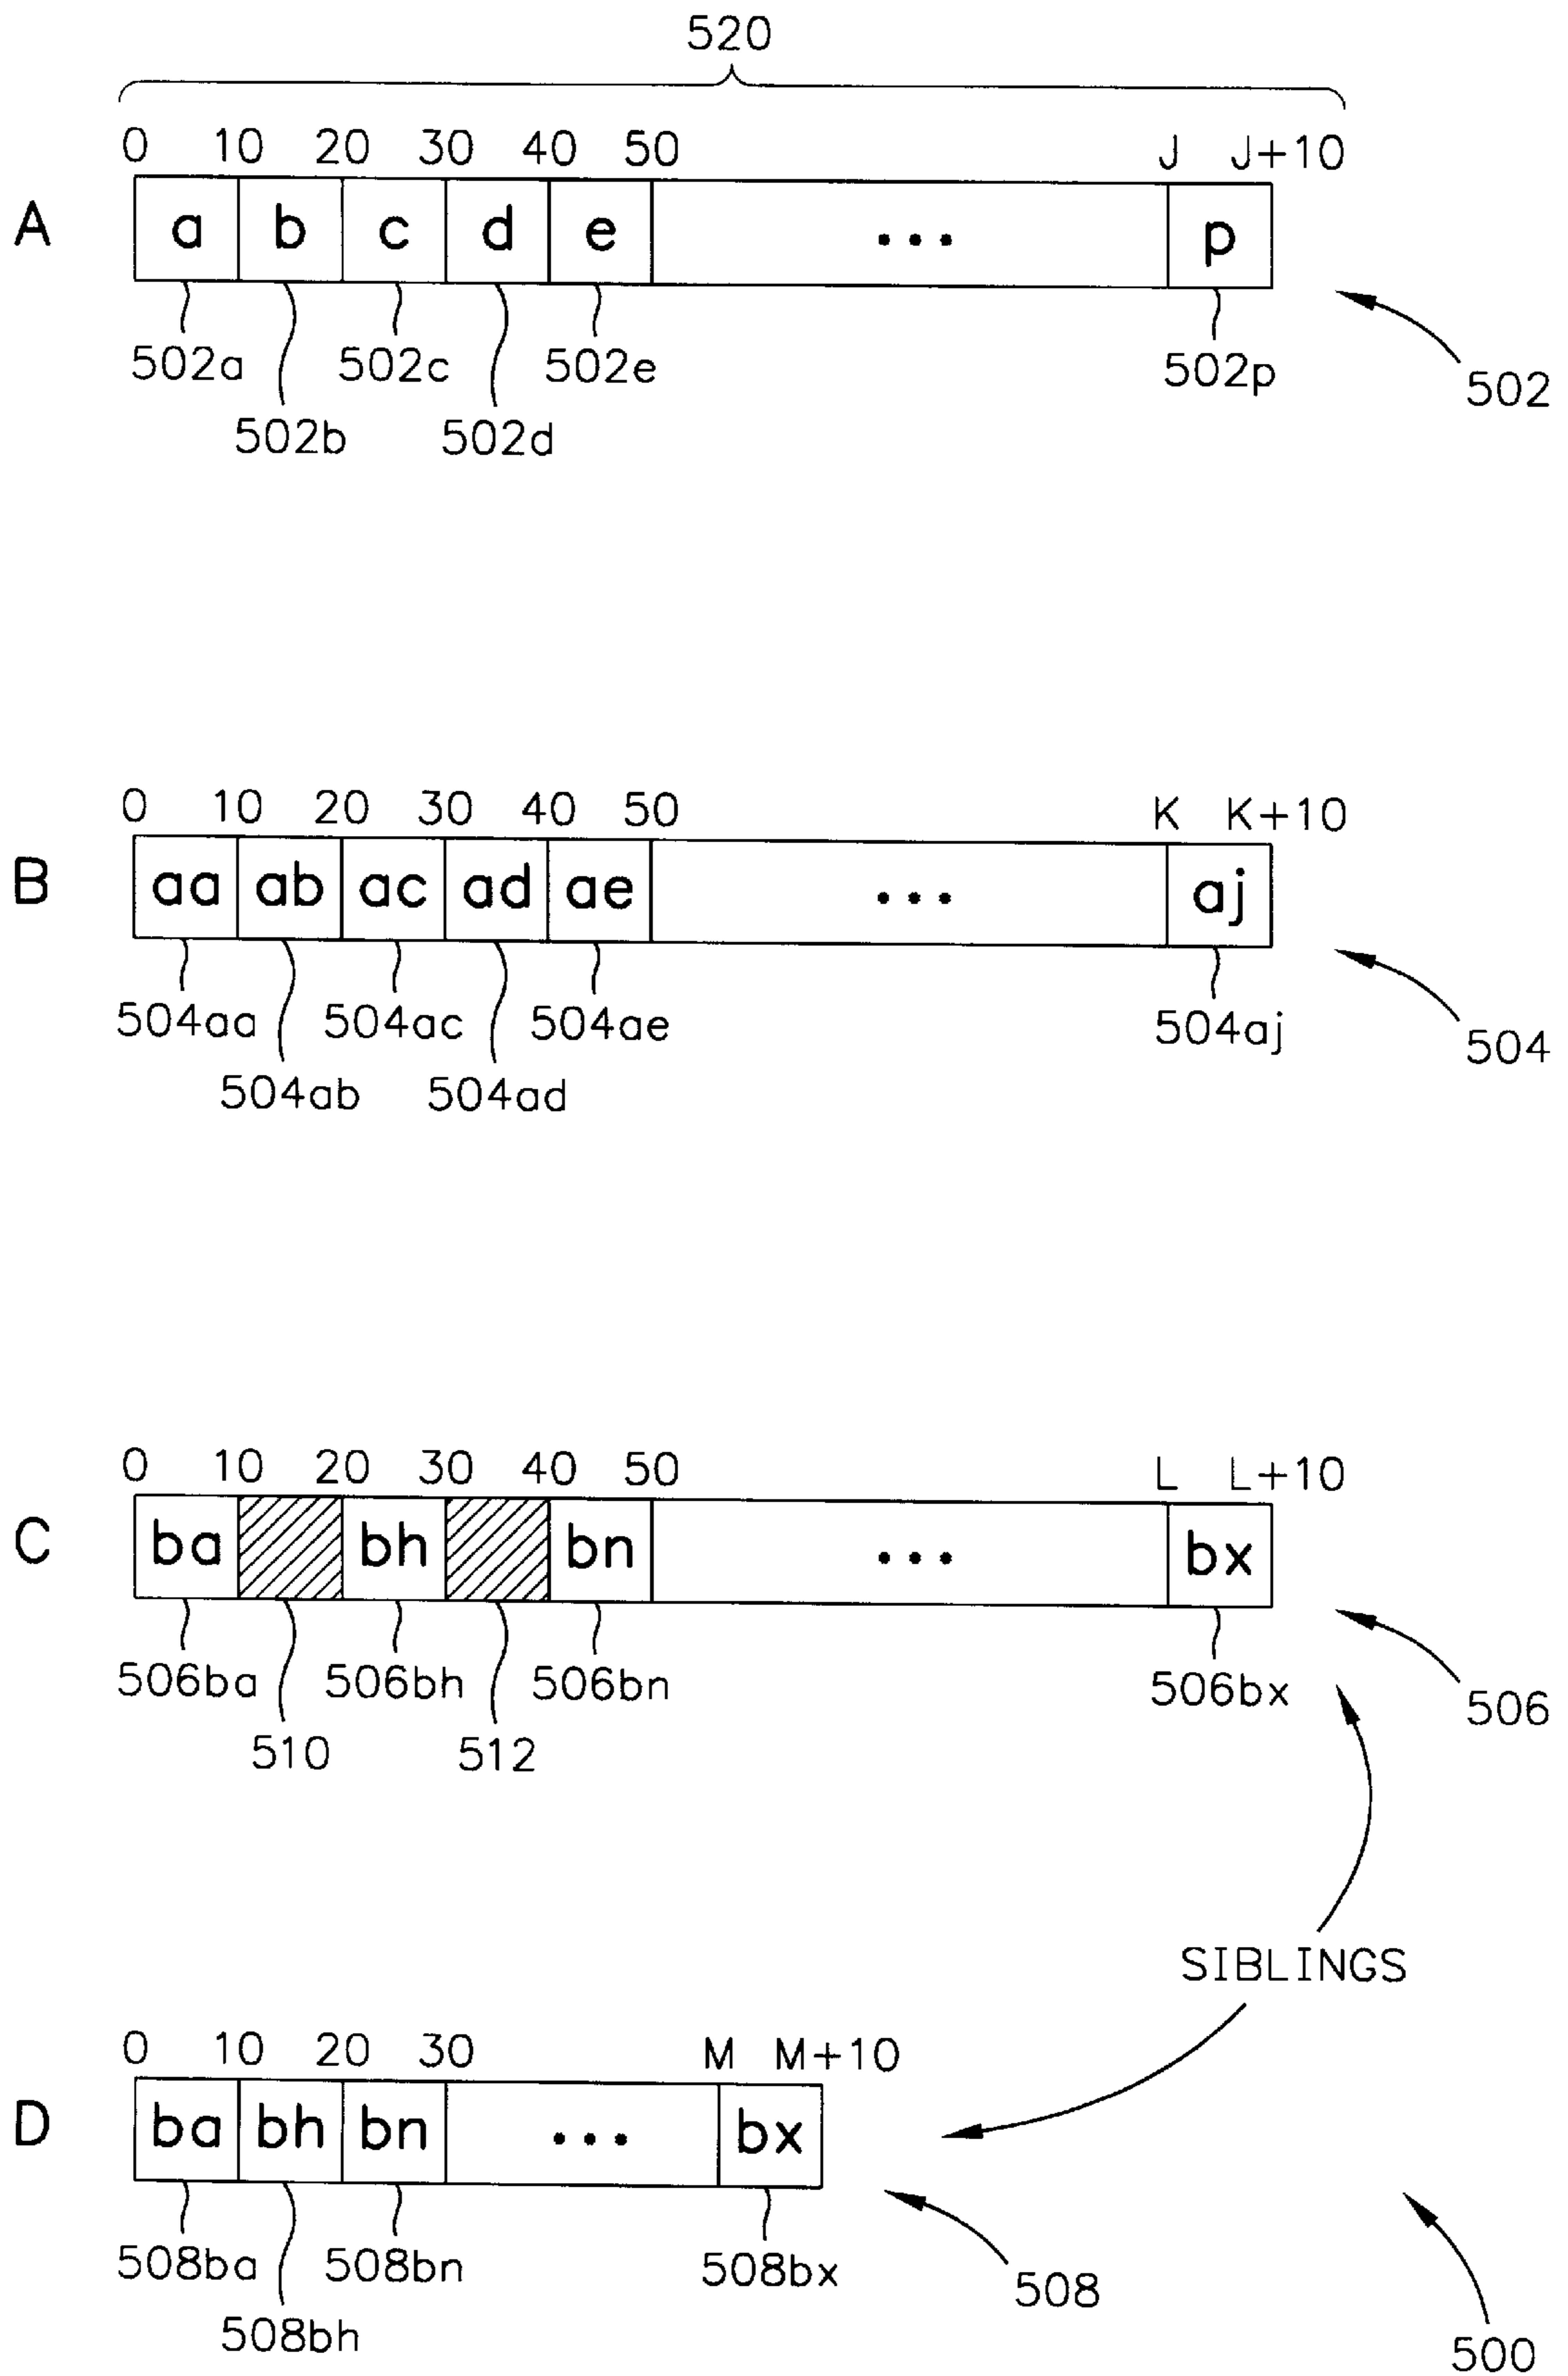 520
0 10 20 30 40 50 J J+10
A a b c d e ... p
502a 502c 502e 502p 502
502b 502d
0 10 20 30 40 50 K K+10
B aa ab ac ad ae ... aj
504aa 504ac 504ae 504aj 504
504ab 504ad
0 10 20 30 40 50 L L+10
C ba bh bn ... bx
506ba 506bh 506bn 506bx 506
510 512
SIBLINGS
0 10 20 30 M M+10
D ba bh bn ... bx
508ba 508bn 508bx 508
508bh 500